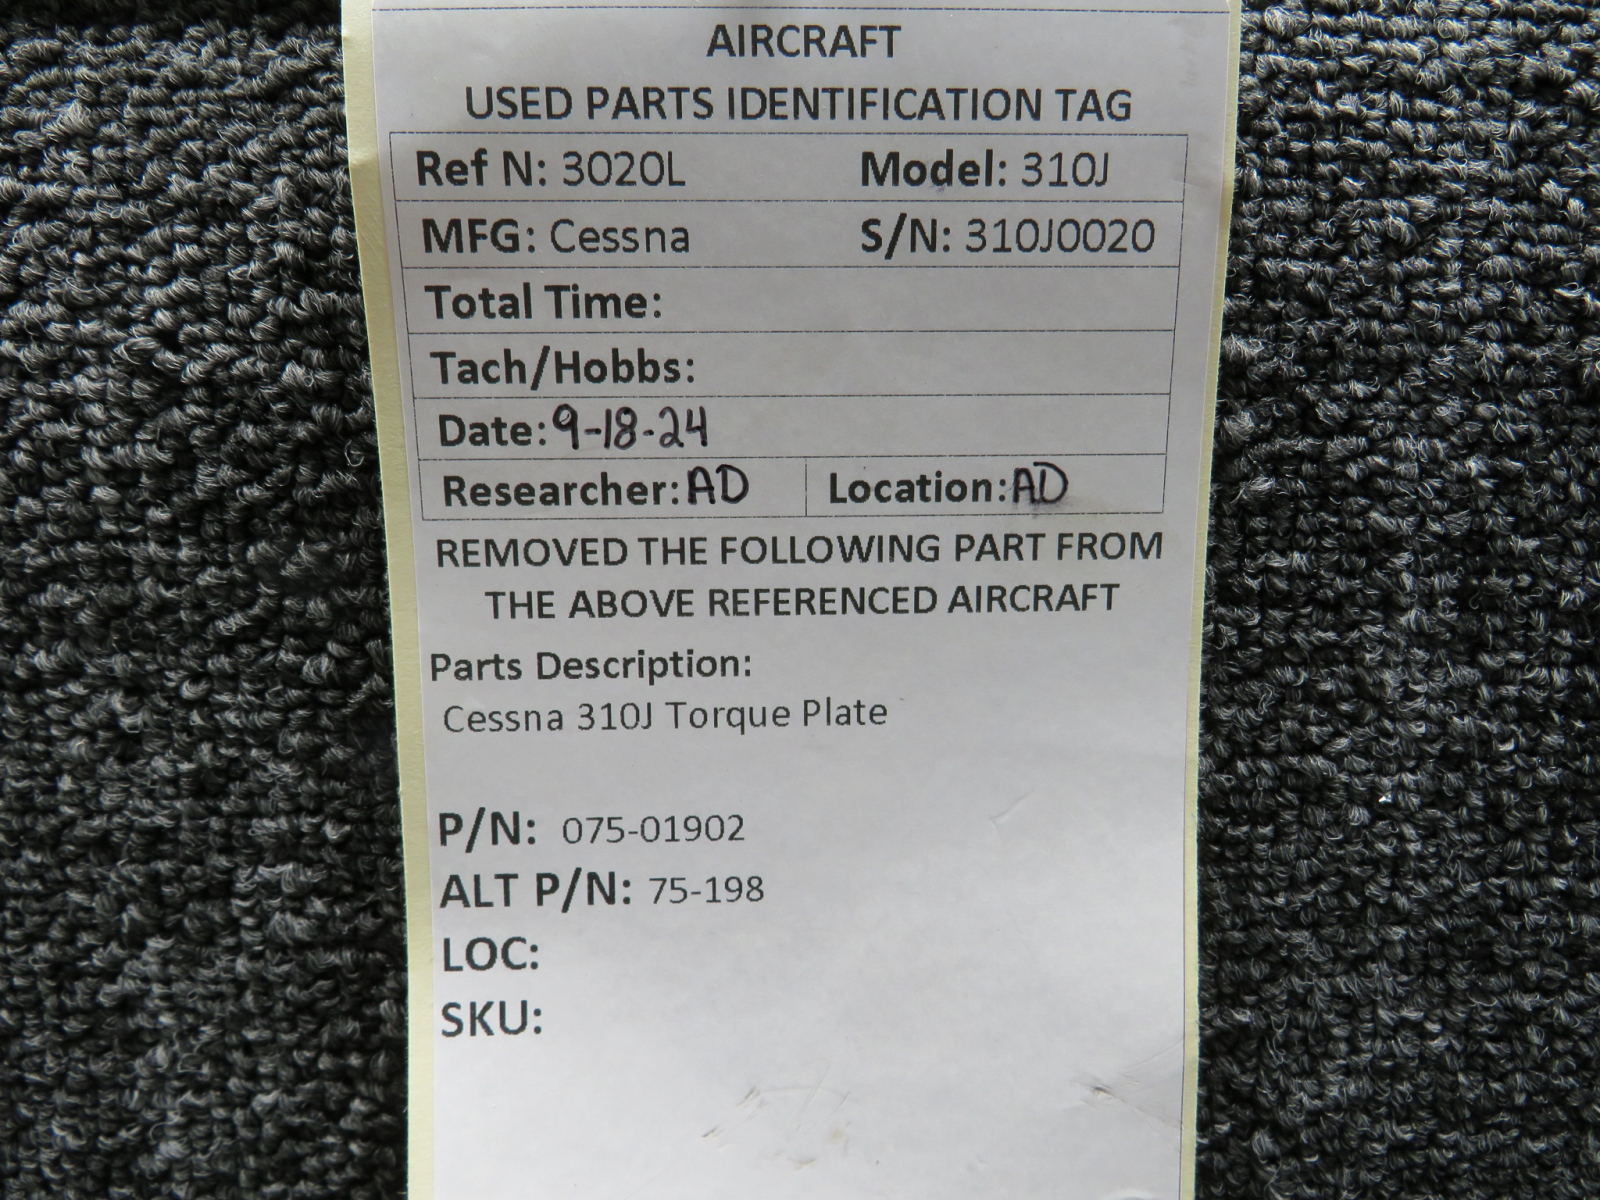 AIRCRAFT
USED PARTS IDENTIFICATION TAG
Ref N: 3020L Model: 310J
MFG: Cessna S/N: 310J0020
Total Time:
Tach/Hobbs:
Date: 9-18-24
Researcher: AD Location: AD
REMOVED THE FOLLOWING PART FROM
THE ABOVE REFERENCED AIRCRAFT
Parts Description:
Cessna 310J Torque Plate
P/N: 075-01902
ALT P/N: 75-198
LOC:
SKU: